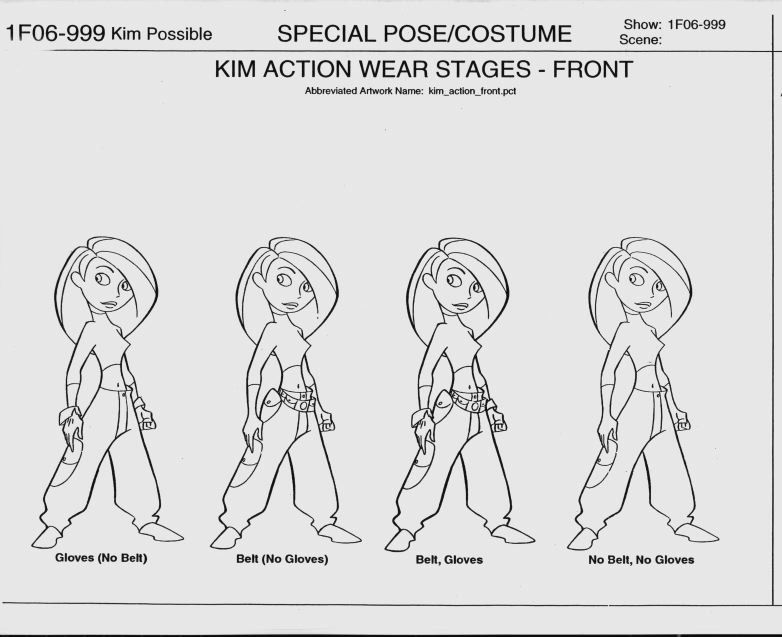 1F06-999 Kim Possible
SPECIAL POSE/COSTUME
Show: 1F06-999
Scene:
KIM ACTION WEAR STAGES - FRONT
Abbreviated Artwork Name: kim_action_front.pct
Gloves (No Belt)
Belt (No Gloves)
Belt, Gloves
No Belt, No Gloves